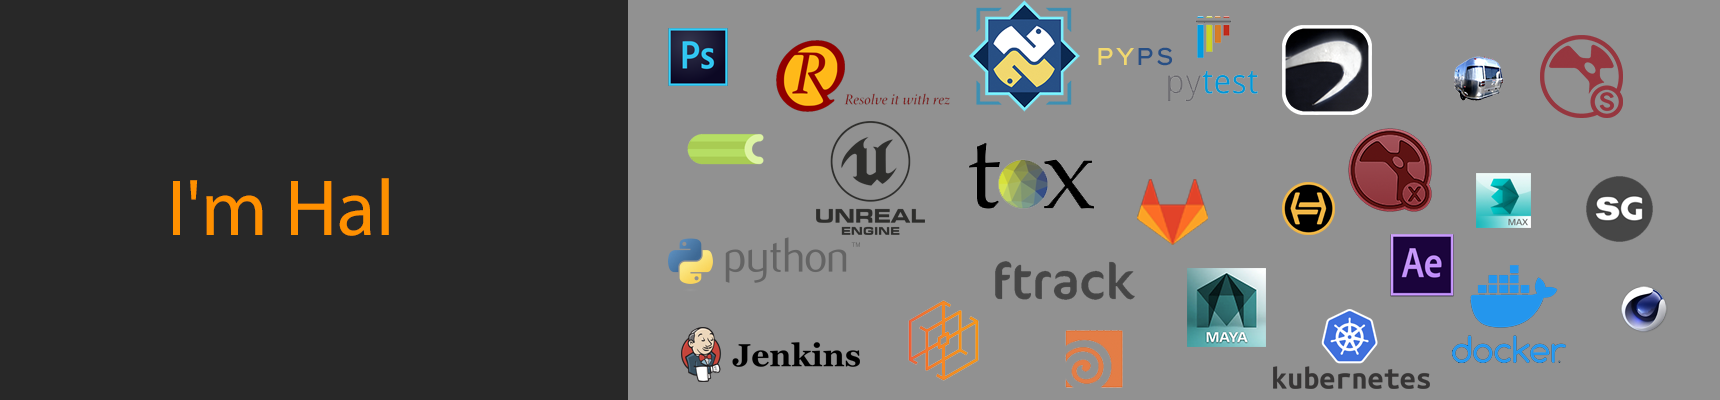 I'm Hal
Ps
R
Resolve it with rez
PYPS
pytest
S
UNREAL
ENGINE
tox
X
MAX
SG
python
TM
ftrack
Ae
MAYA
Jenkins
docker
kubernetes